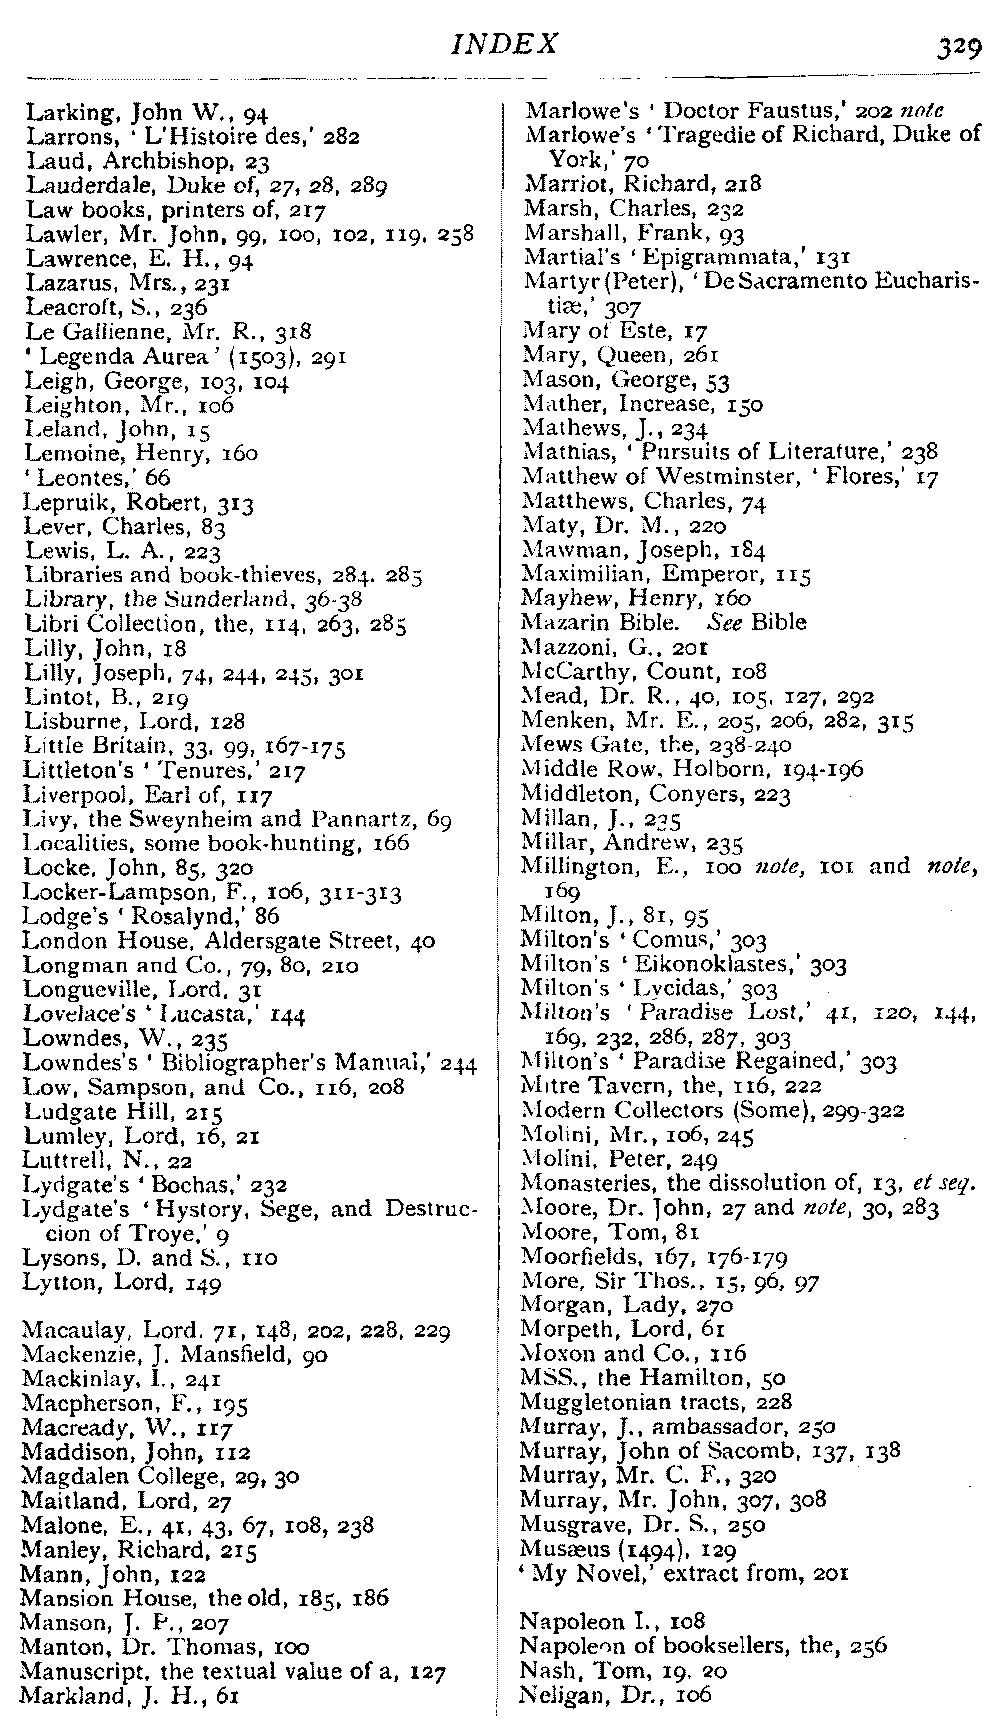 INDEX 329
Larking, John W., 94
Larrons, ‘ L'Histoire des,’ 282
Laud, Archbishop, 23
Lauderdale, Duke of, 27, 28, 289
Law books, printers of, 217
Lawler, Mr. John, 99, 100, 102, 119, 258
Lawrence, E. H., 94
Lazarus, Mrs., 231
Leacroft, S., 236
Le Gallienne, Mr. R., 318
‘ Legenda Aurea ’ (1503), 291
Leigh, George, 103, 104
Leighton, Mr., 106
Leland, John, 15
Lemoine, Henry, 160
‘ Leontes,’ 66
Lepruik, Robert, 313
Lever, Charles, 83
Lewis, L. A., 223
Libraries and book-thieves, 284, 285
Library, the Sunderland, 36-38
Libri Collection, the, 114, 263, 285
Lilly, John, 18
Lilly, Joseph, 74, 244, 245, 301
Lintot, B., 219
Lisburne, Lord, 128
Little Britain, 33, 99, 167-175
Littleton's ‘ Tenures,’ 217
Liverpool, Earl of, 117
Livy, the Sweynheim and Pannartz, 69
Localities, some book-hunting, 166
Locke, John, 85, 320
Locker-Lampson, F., 106, 311-313
Lodge's ‘ Rosalynd,’ 86
London House, Aldersgate Street, 40
Longman and Co., 79, 80, 210
Longueville, Lord, 31
Lovelace's ‘ Lucasta,’ 144
Lowndes, W., 235
Lowndes's ‘ Bibliographer's Manual,’ 244
Low, Sampson, and Co., 116, 208
Ludgate Hill, 215
Lumley, Lord, 16, 21
Luttrell, N., 22
Lydgate's ‘ Bochas,’ 232
Lydgate's ‘ Hystory, Sege, and Destruc-
cion of Troye,’ 9
Lysons, D. and S., 110
Lytton, Lord, 149
Macaulay, Lord, 71, 148, 202, 228, 229
Mackenzie, J. Mansfield, 90
Mackinlay, I., 241
Macpherson, F., 195
Macready, W., 117
Maddison, John, 112
Magdalen College, 29, 30
Maitland, Lord, 27
Malone, E., 41, 43, 67, 108, 238
Manley, Richard, 215
Mann, John, 122
Mansion House, the old, 185, 186
Manson, J. P., 207
Manton, Dr. Thomas, 100
Manuscript, the textual value of a, 127
Markland, J. H., 61
Marlowe's ‘ Doctor Faustus,’ 202 note
Marlowe's ‘ Tragedie of Richard, Duke of
York,’ 70
Marriot, Richard, 218
Marsh, Charles, 232
Marshall, Frank, 93
Martial's ‘ Epigrammata,’ 131
Martyr (Peter), ‘ De Sacramento Eucharis-
tiæ,’ 307
Mary of Este, 17
Mary, Queen, 261
Mason, George, 53
Mather, Increase, 150
Mathews, J., 234
Mathias, ‘ Pursuits of Literature,’ 238
Matthew of Westminster, ‘ Flores,’ 17
Matthews, Charles, 74
Maty, Dr. M., 220
Mawman, Joseph, 184
Maximilian, Emperor, 115
Mayhew, Henry, 160
Mazarin Bible. See Bible
Mazzoni, G., 201
McCarthy, Count, 108
Mead, Dr. R., 40, 105, 127, 292
Menken, Mr. E., 205, 206, 282, 315
Mews Gate, the, 238-240
Middle Row, Holborn, 194-196
Middleton, Conyers, 223
Millan, J., 235
Millar, Andrew, 235
Millington, E., 100 note, 101 and note,
169
Milton, J., 81, 95
Milton's ‘ Comus,’ 303
Milton's ‘ Eikonoklastes,’ 303
Milton's ‘ Lycidas,’ 303
Milton's ‘ Paradise Lost,’ 41, 120, 144,
169, 232, 286, 287, 303
Milton's ‘ Paradise Regained,’ 303
Mitre Tavern, the, 116, 222
Modern Collectors (Some), 299-322
Molini, Mr., 106, 245
Molini, Peter, 249
Monasteries, the dissolution of, 13, et seq.
Moore, Dr. John, 27 and note, 30, 283
Moore, Tom, 81
Moorfields, 167, 176-179
More, Sir Thos., 15, 96, 97
Morgan, Lady, 270
Morpeth, Lord, 61
Moxon and Co., 116
MSS., the Hamilton, 50
Muggletonian tracts, 228
Murray, J., ambassador, 250
Murray, John of Sacomb, 137, 138
Murray, Mr. C. F., 320
Murray, Mr. John, 307, 308
Musgrave, Dr. S., 250
Musæus (1494), 129
‘ My Novel,’ extract from, 201
Napoleon I., 108
Napoleon of booksellers, the, 256
Nash, Tom, 19, 20
Neligan, Dr., 106